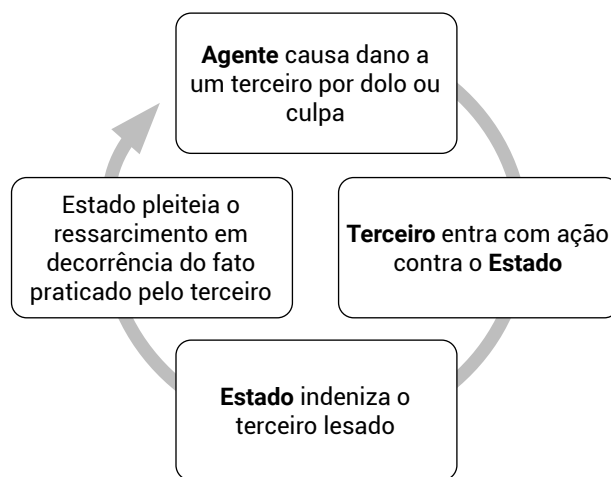 Agente causa dano a
um terceiro por dolo ou
culpa
Terceiro entra com ação
contra o Estado
Estado indeniza o
terceiro lesado
Estado pleiteia o
ressarcimento em
decorrência do fato
praticado pelo terceiro